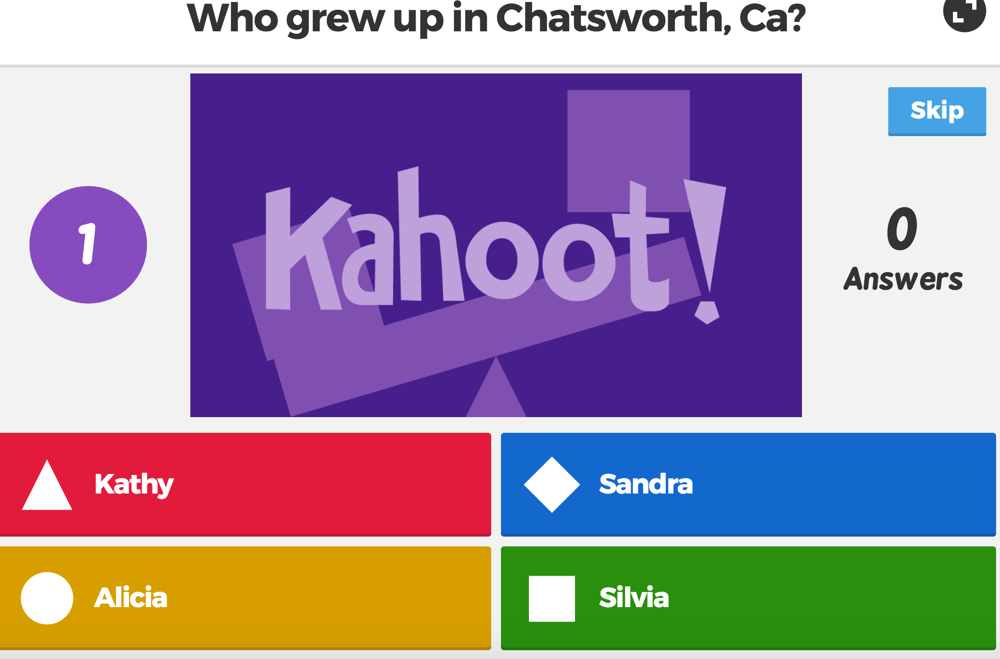 Who grew up in Chatsworth, Ca?
Skip
Kahoot!
1
0
Answers
Kathy
Sandra
Alicia
Silvia